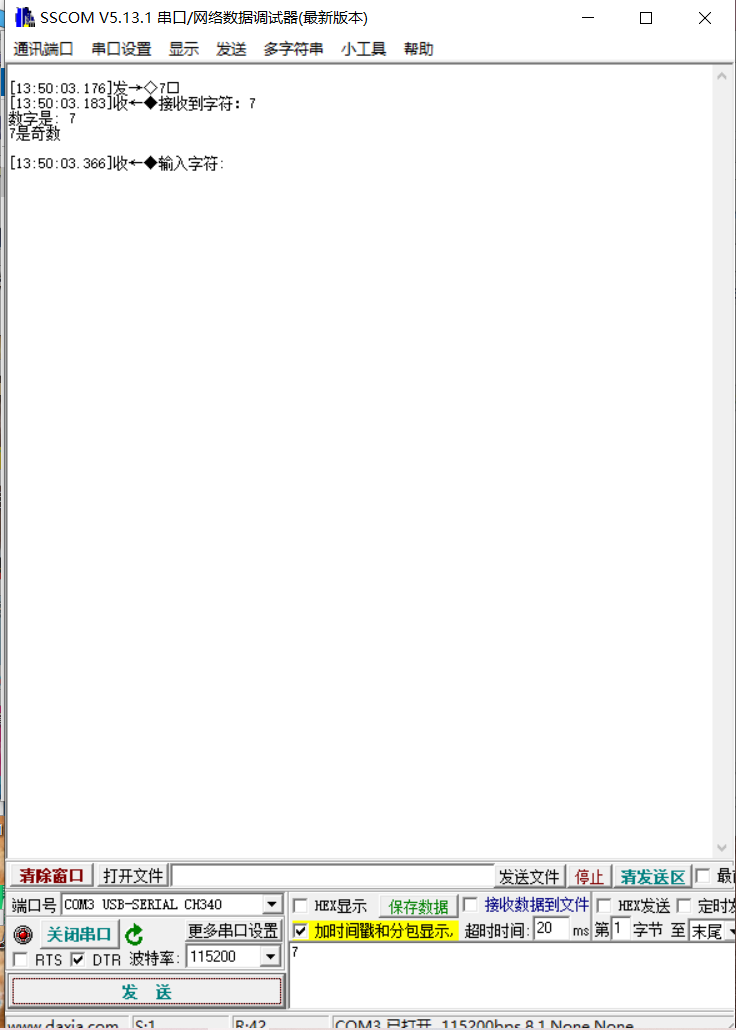 SSCOM V5.13.1 串口/网络数据调试器(最新版本)
通讯端口 串口设置 显示 发送 多字符串 小工具 帮助
[13:50:03.176]发→◇7□
[13:50:03.183]收←◆接收到字符：7
数字是: 7
7是奇数
[13:50:03.366]收←◆输入字符:
清除窗口 打开文件 发送文件 停止 清发送区 最
端口号 COM3 USB-SERIAL CH340 HEX显示 保存数据 接收数据到文件 HEX发送 定时
关闭串口 更多串口设置 加时间戳和分包显示, 超时时间: 20 ms 第 1 字节 至 末尾
RTS DTR 波特率: 115200
7
发 送
www.daxia.com S:1 R:42 COM3 已打开 115200bps,8,1,None,None